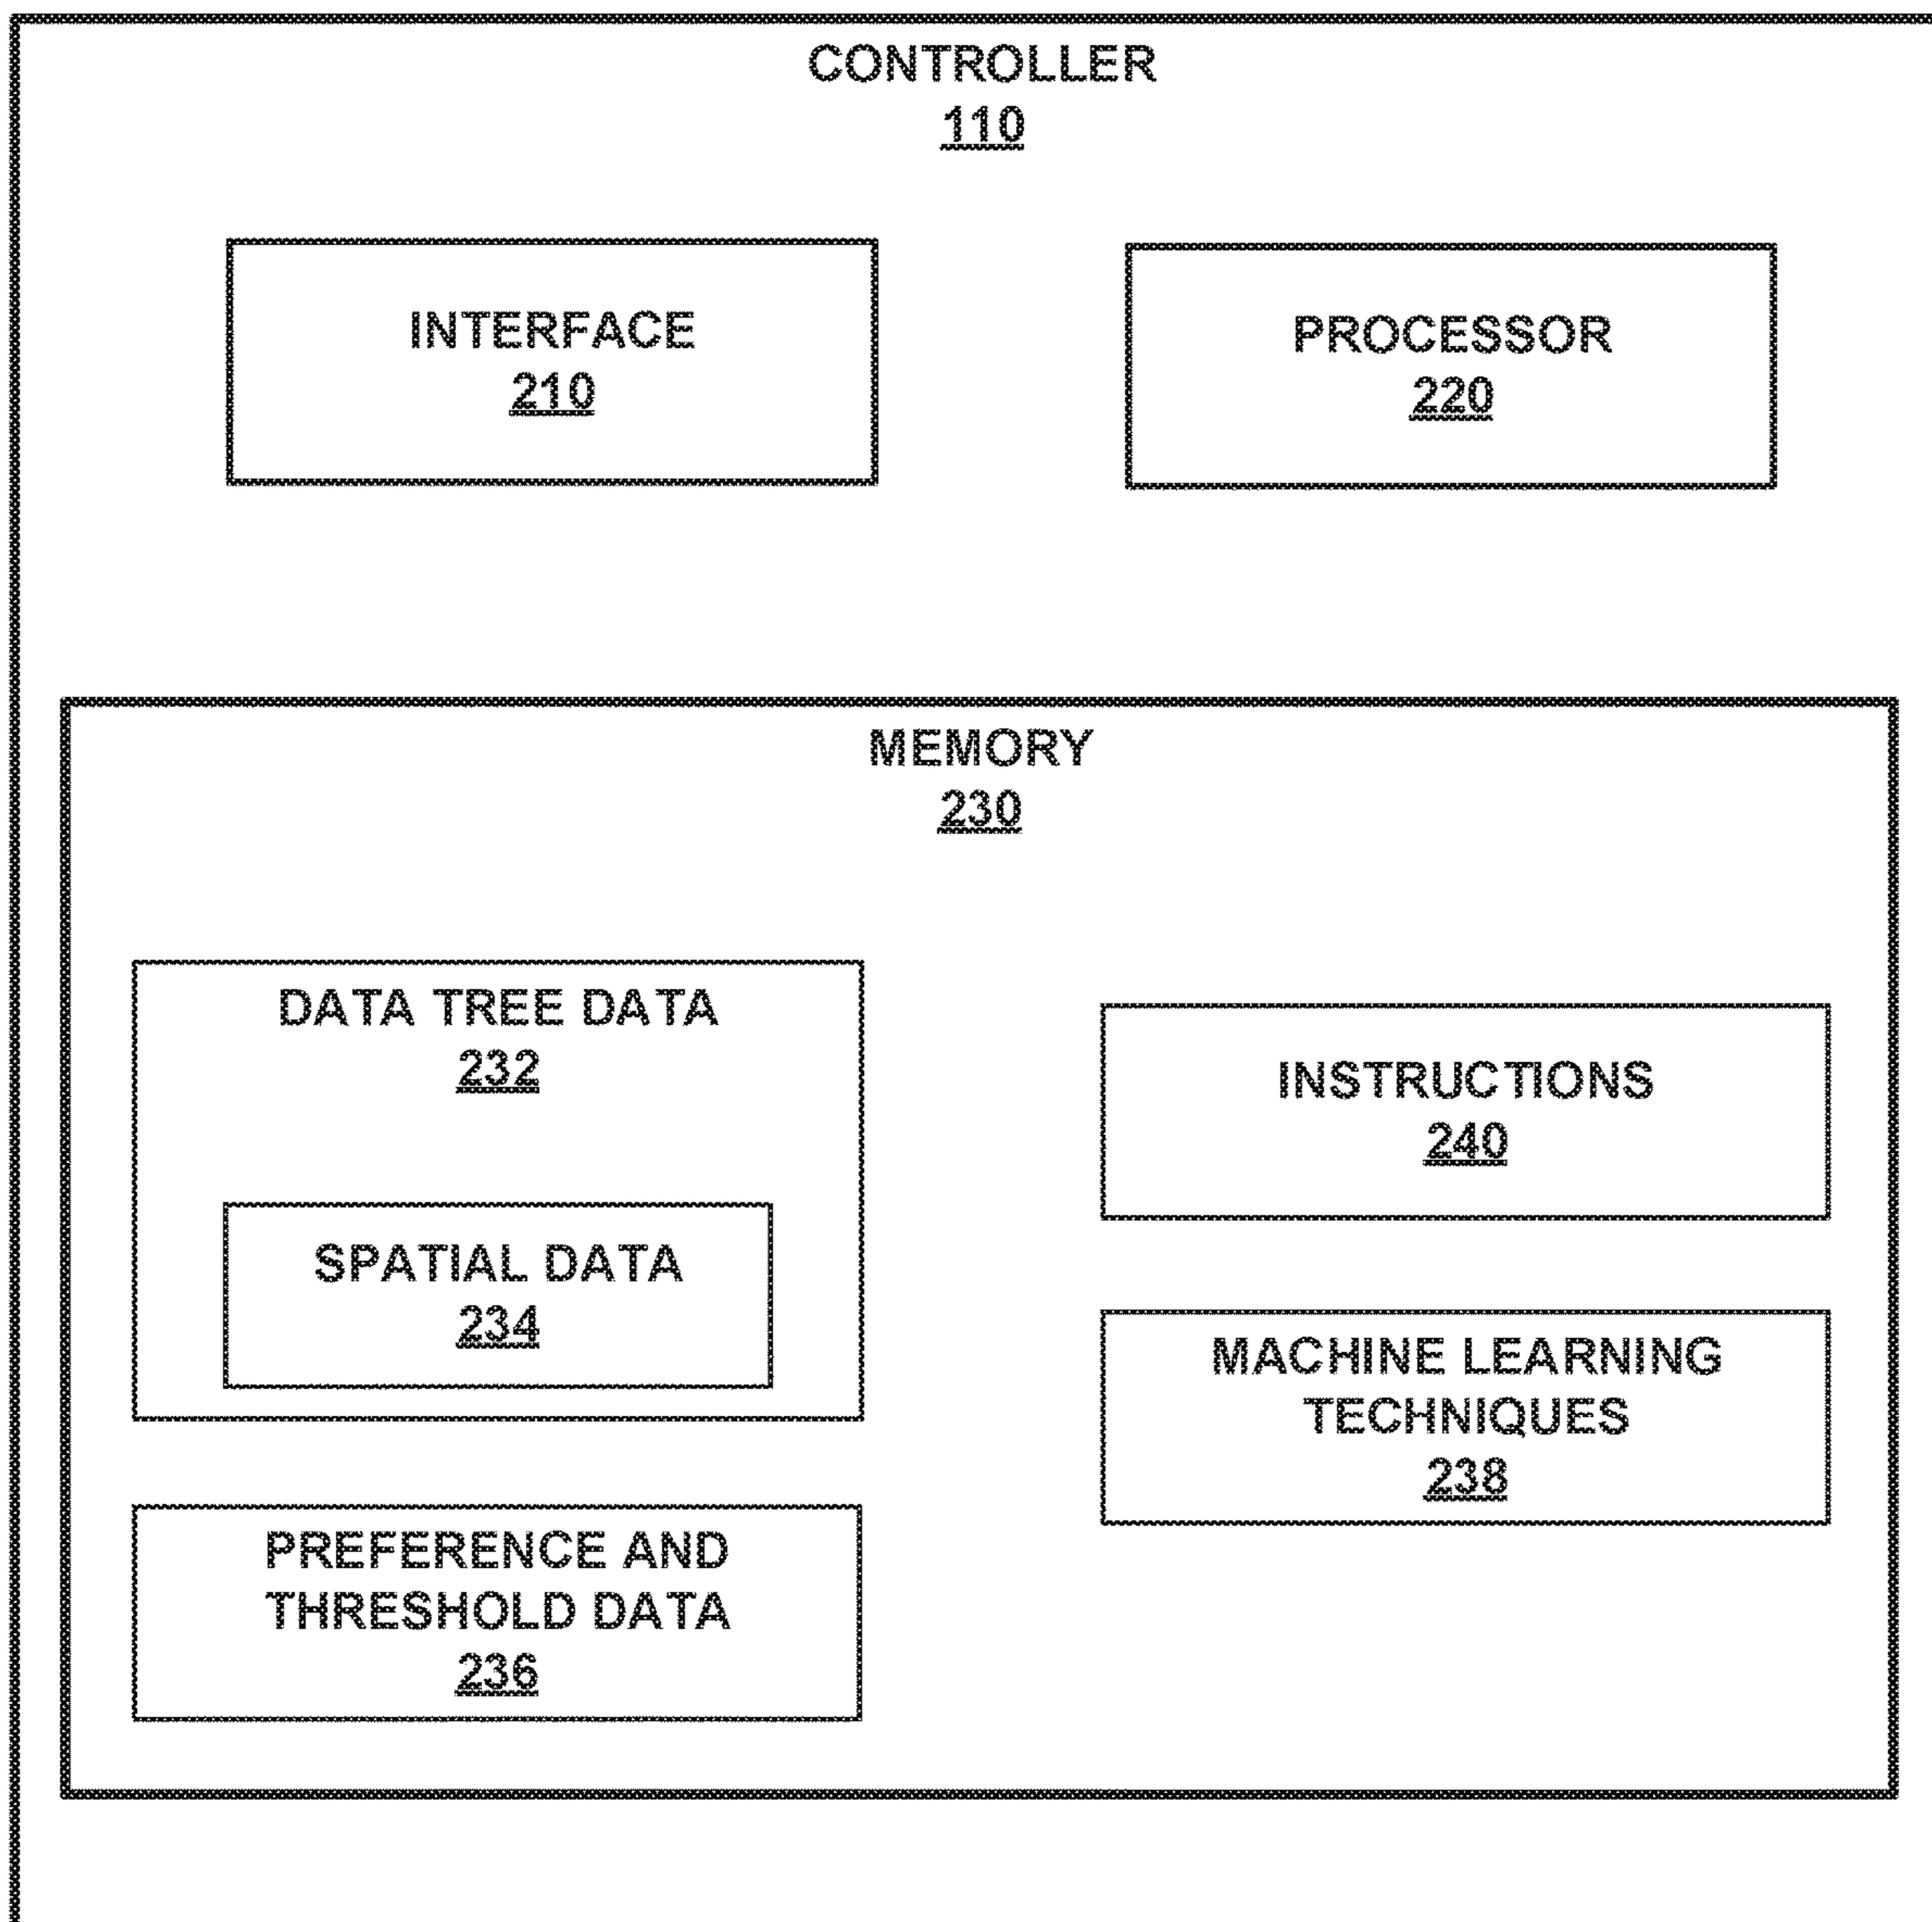 CONTROLLER
110
INTERFACE
210
PROCESSOR
220
MEMORY
230
DATA TREE DATA
232
SPATIAL DATA
234
PREFERENCE AND
THRESHOLD DATA
236
INSTRUCTIONS
240
MACHINE LEARNING
TECHNIQUES
238